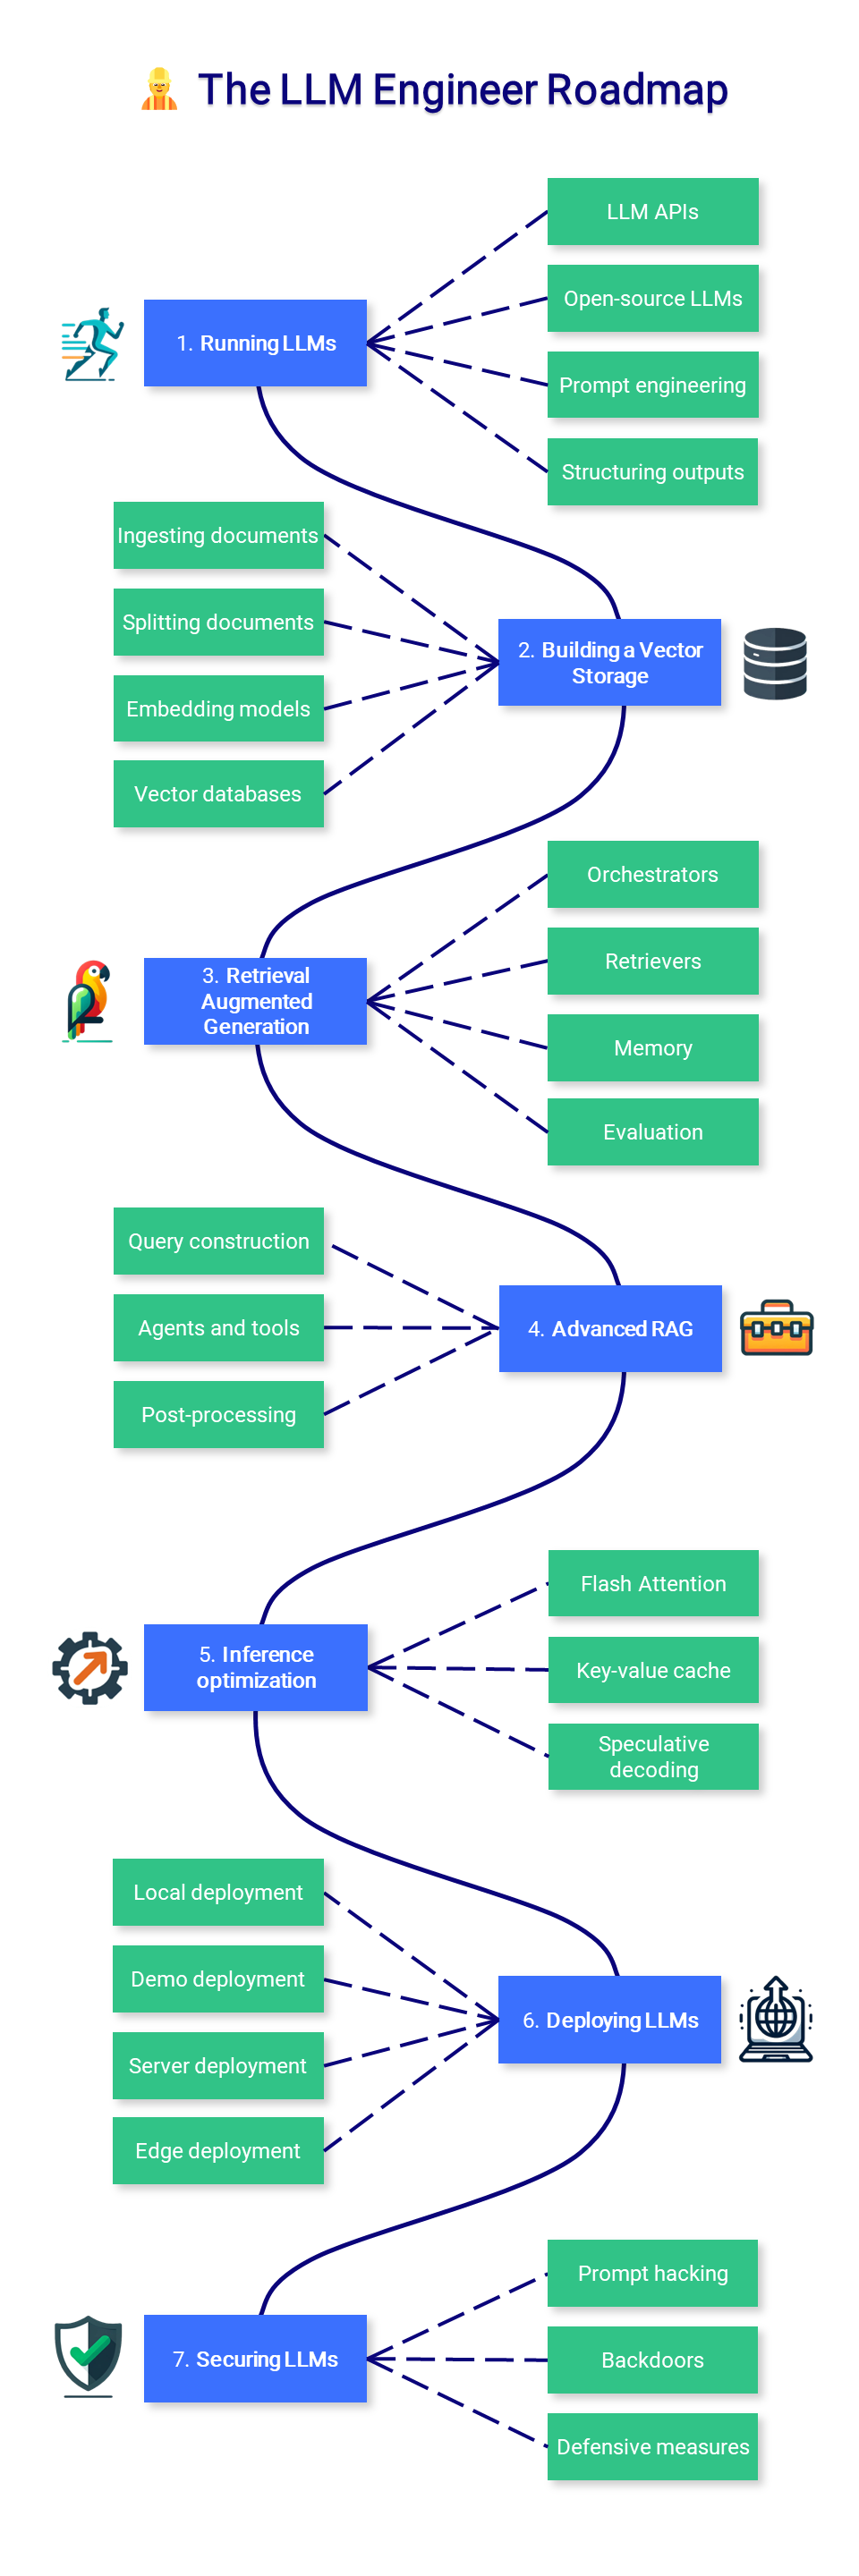 The LLM Engineer Roadmap
LLM APIs
Open-source LLMs
1. Running LLMs
Prompt engineering
Structuring outputs
Ingesting documents
Splitting documents
2. Building a Vector
Storage
Embedding models
Vector databases
Orchestrators
Retrievers
3. Retrieval
Augmented
Generation
Memory
Evaluation
Query construction
Agents and tools
4. Advanced RAG
Post-processing
Flash Attention
5. Inference
optimization
Key-value cache
Speculative
decoding
Local deployment
Demo deployment
6. Deploying LLMs
Server deployment
Edge deployment
Prompt hacking
7. Securing LLMs
Backdoors
Defensive measures